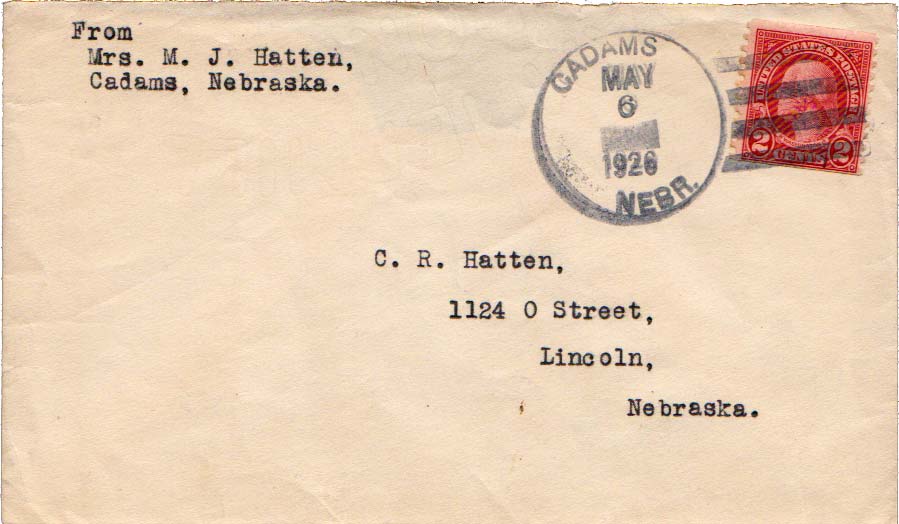 From
Mrs. M. J. Hatten,
Cadams, Nebraska.
CADAMS
MAY
6
1926
NEBR.
UNITED STATES POSTAGE
2 CENTS 2
C. R. Hatten,
1124 O Street,
Lincoln,
Nebraska.